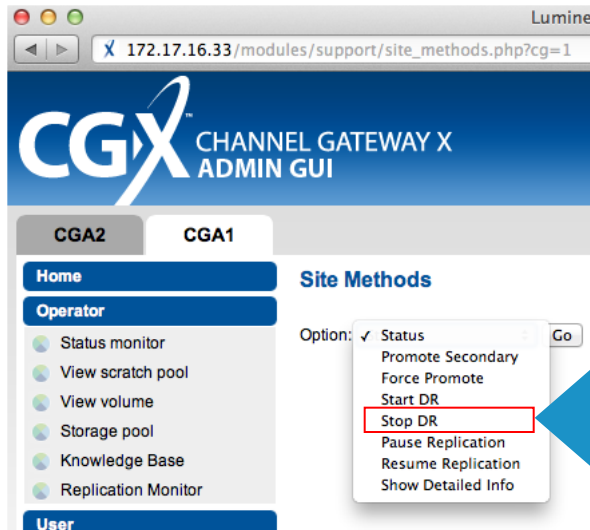 Lumine
172.17.16.33/modules/support/site_methods.php?cg=1
CGX™ CHANNEL GATEWAY X
ADMIN GUI
CGA2 CGA1
Home
Operator
Status monitor
View scratch pool
View volume
Storage pool
Knowledge Base
Replication Monitor
User
Site Methods
Option: ✓ Status Go
Promote Secondary
Force Promote
Start DR
Stop DR
Pause Replication
Resume Replication
Show Detailed Info